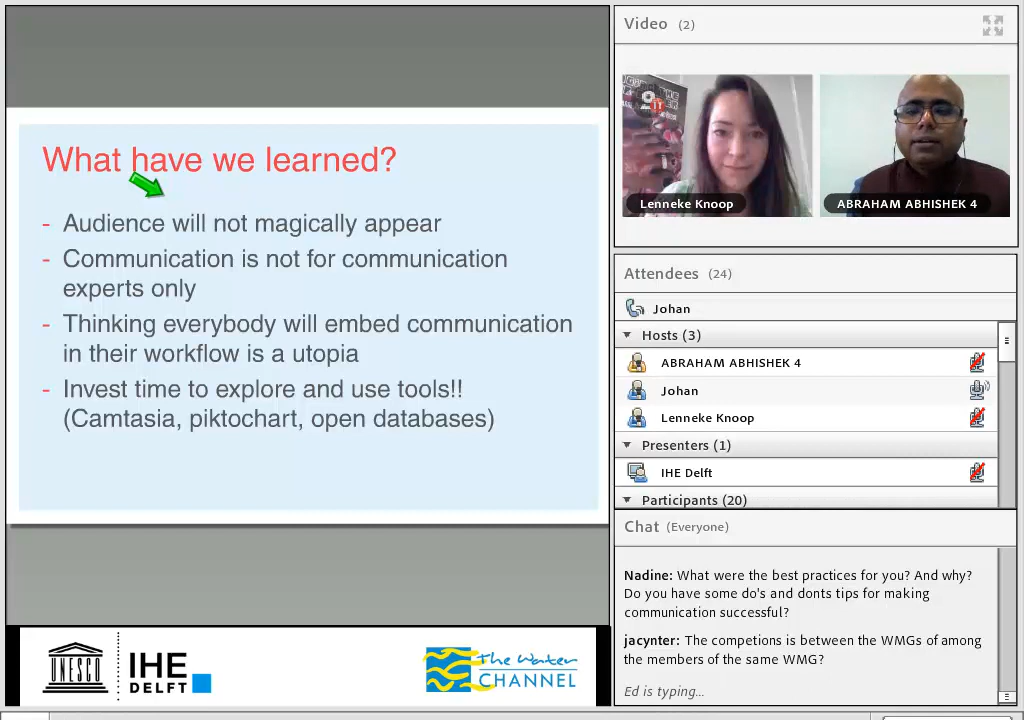 What have we learned?
- Audience will not magically appear
- Communication is not for communication
experts only
- Thinking everybody will embed communication
in their workflow is a utopia
- Invest time to explore and use tools!!
(Camtasia, piktochart, open databases)
UNESCO
IHE
DELFT
The Water
CHANNEL
Video (2)
IT
Lenneke Knoop
ABRAHAM ABHISHEK 4
Attendees (24)
Johan
Hosts (3)
ABRAHAM ABHISHEK 4
Johan
Lenneke Knoop
Presenters (1)
IHE Delft
Participants (20)
Chat (Everyone)
Nadine: What were the best practices for you? And why?
Do you have some do's and donts tips for making
communication successful?
jacynter: The competions is between the WMGs of among
the members of the same WMG?
Ed is typing...